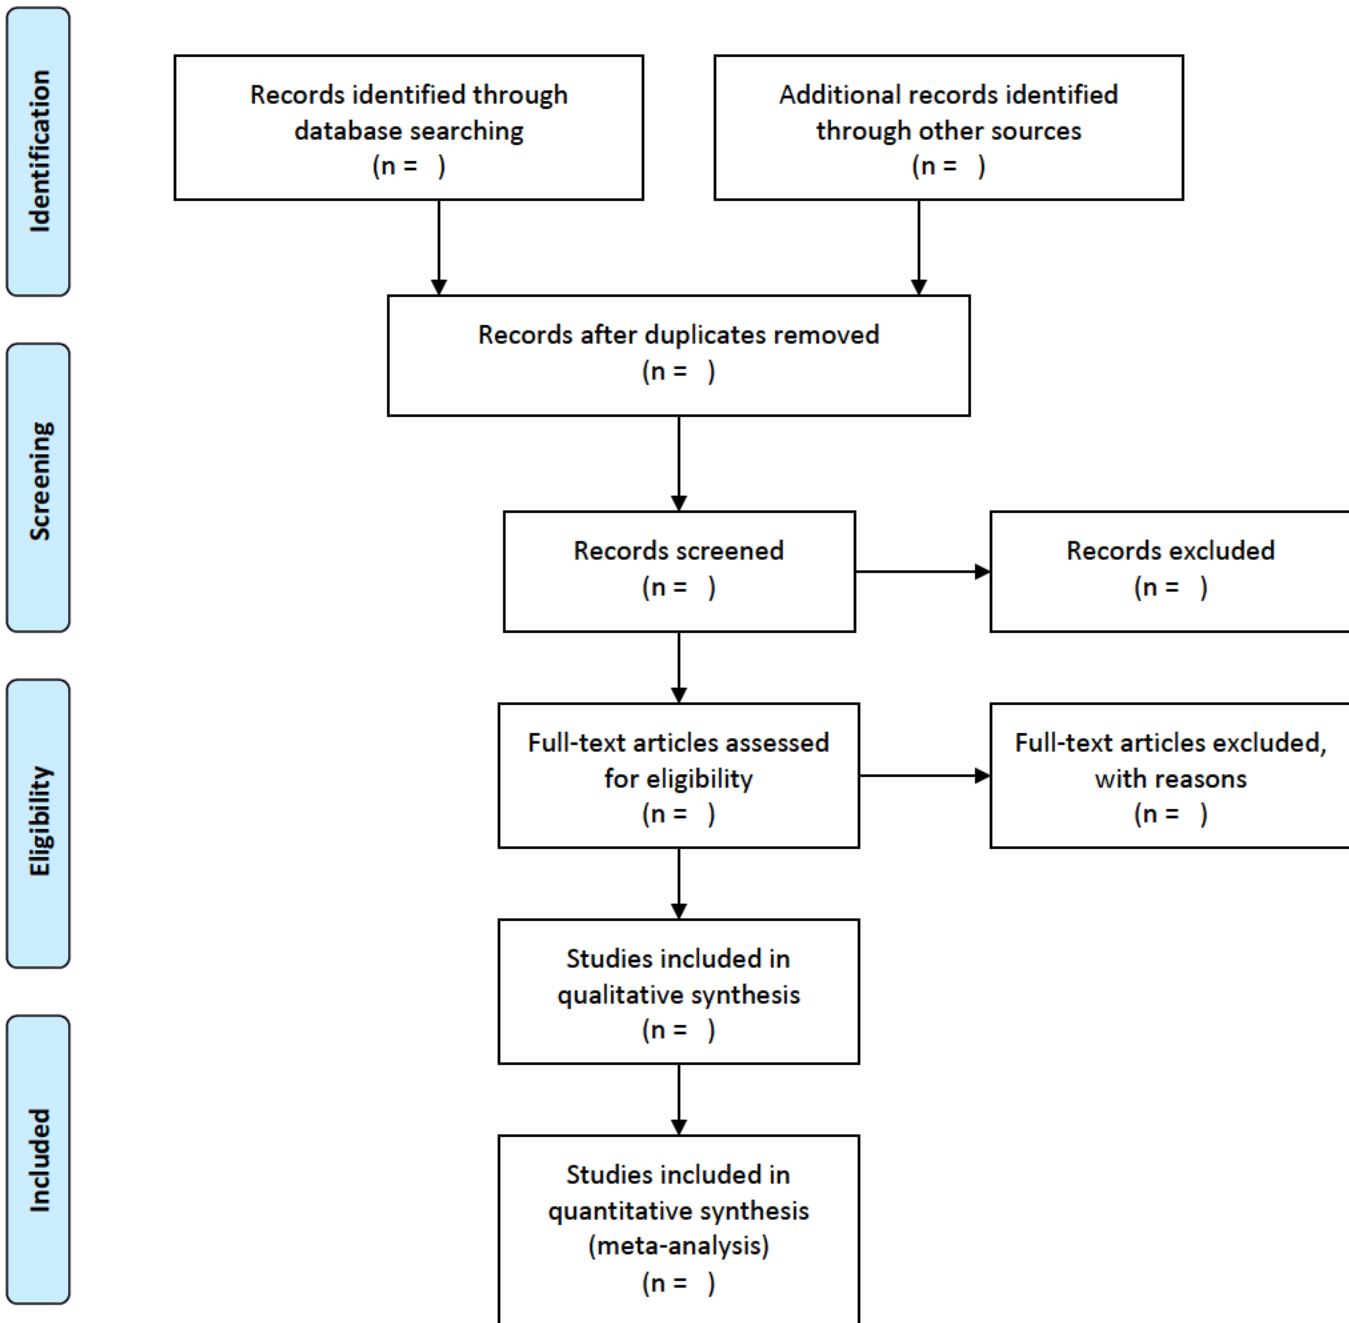 Identification
Records identified through
database searching
(n =   )
Additional records identified
through other sources
(n =   )
Records after duplicates removed
(n =   )
Screening
Records screened
(n =   )
Records excluded
(n =   )
Eligibility
Full-text articles assessed
for eligibility
(n =   )
Full-text articles excluded,
with reasons
(n =   )
Studies included in
qualitative synthesis
(n =   )
Included
Studies included in
quantitative synthesis
(meta-analysis)
(n =   )